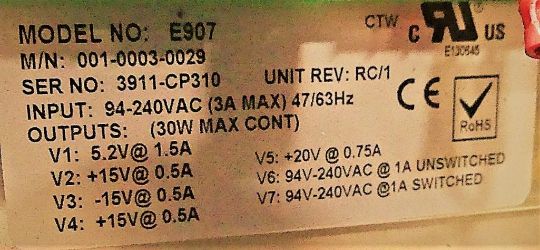 MODEL NO: E907
CTW
c UR US
E130646
M/N: 001-0003-0029
SER NO: 3911-CP310
UNIT REV: RC/1
INPUT: 94-240VAC (3A MAX) 47/63Hz
CE
RoHS
OUTPUTS: (30W MAX CONT)
V1: 5.2V@ 1.5A
V2: +15V@ 0.5A
V3: -15V@ 0.5A
V4: +15V@ 0.5A
V5: +20V @ 0.75A
V6: 94V-240VAC @ 1A UNSWITCHED
V7: 94V-240VAC @1A SWITCHED